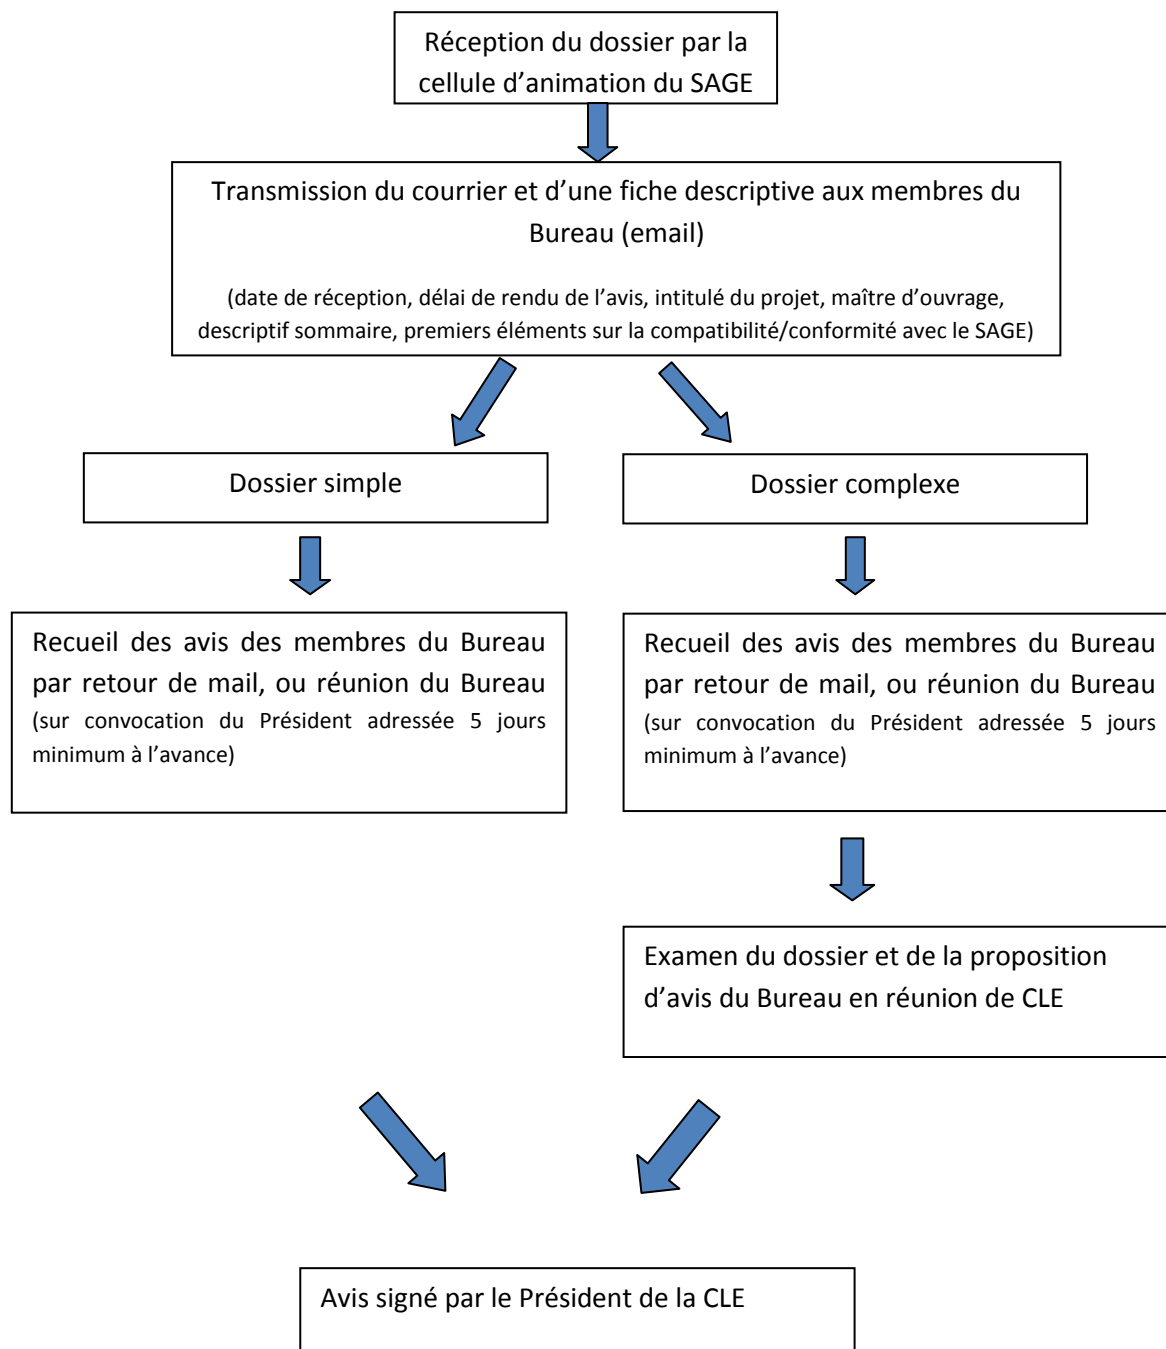 Réception du dossier par la
cellule d’animation du SAGE
Transmission du courrier et d’une fiche descriptive aux membres du
Bureau (email)
(date de réception, délai de rendu de l’avis, intitulé du projet, maître d’ouvrage,
descriptif sommaire, premiers éléments sur la compatibilité/conformité avec le SAGE)
Dossier simple
Dossier complexe
Recueil des avis des membres du Bureau
par retour de mail, ou réunion du Bureau
(sur convocation du Président adressée 5 jours
minimum à l’avance)
Recueil des avis des membres du Bureau
par retour de mail, ou réunion du Bureau
(sur convocation du Président adressée 5 jours
minimum à l’avance)
Examen du dossier et de la proposition
d’avis du Bureau en réunion de CLE
Avis signé par le Président de la CLE